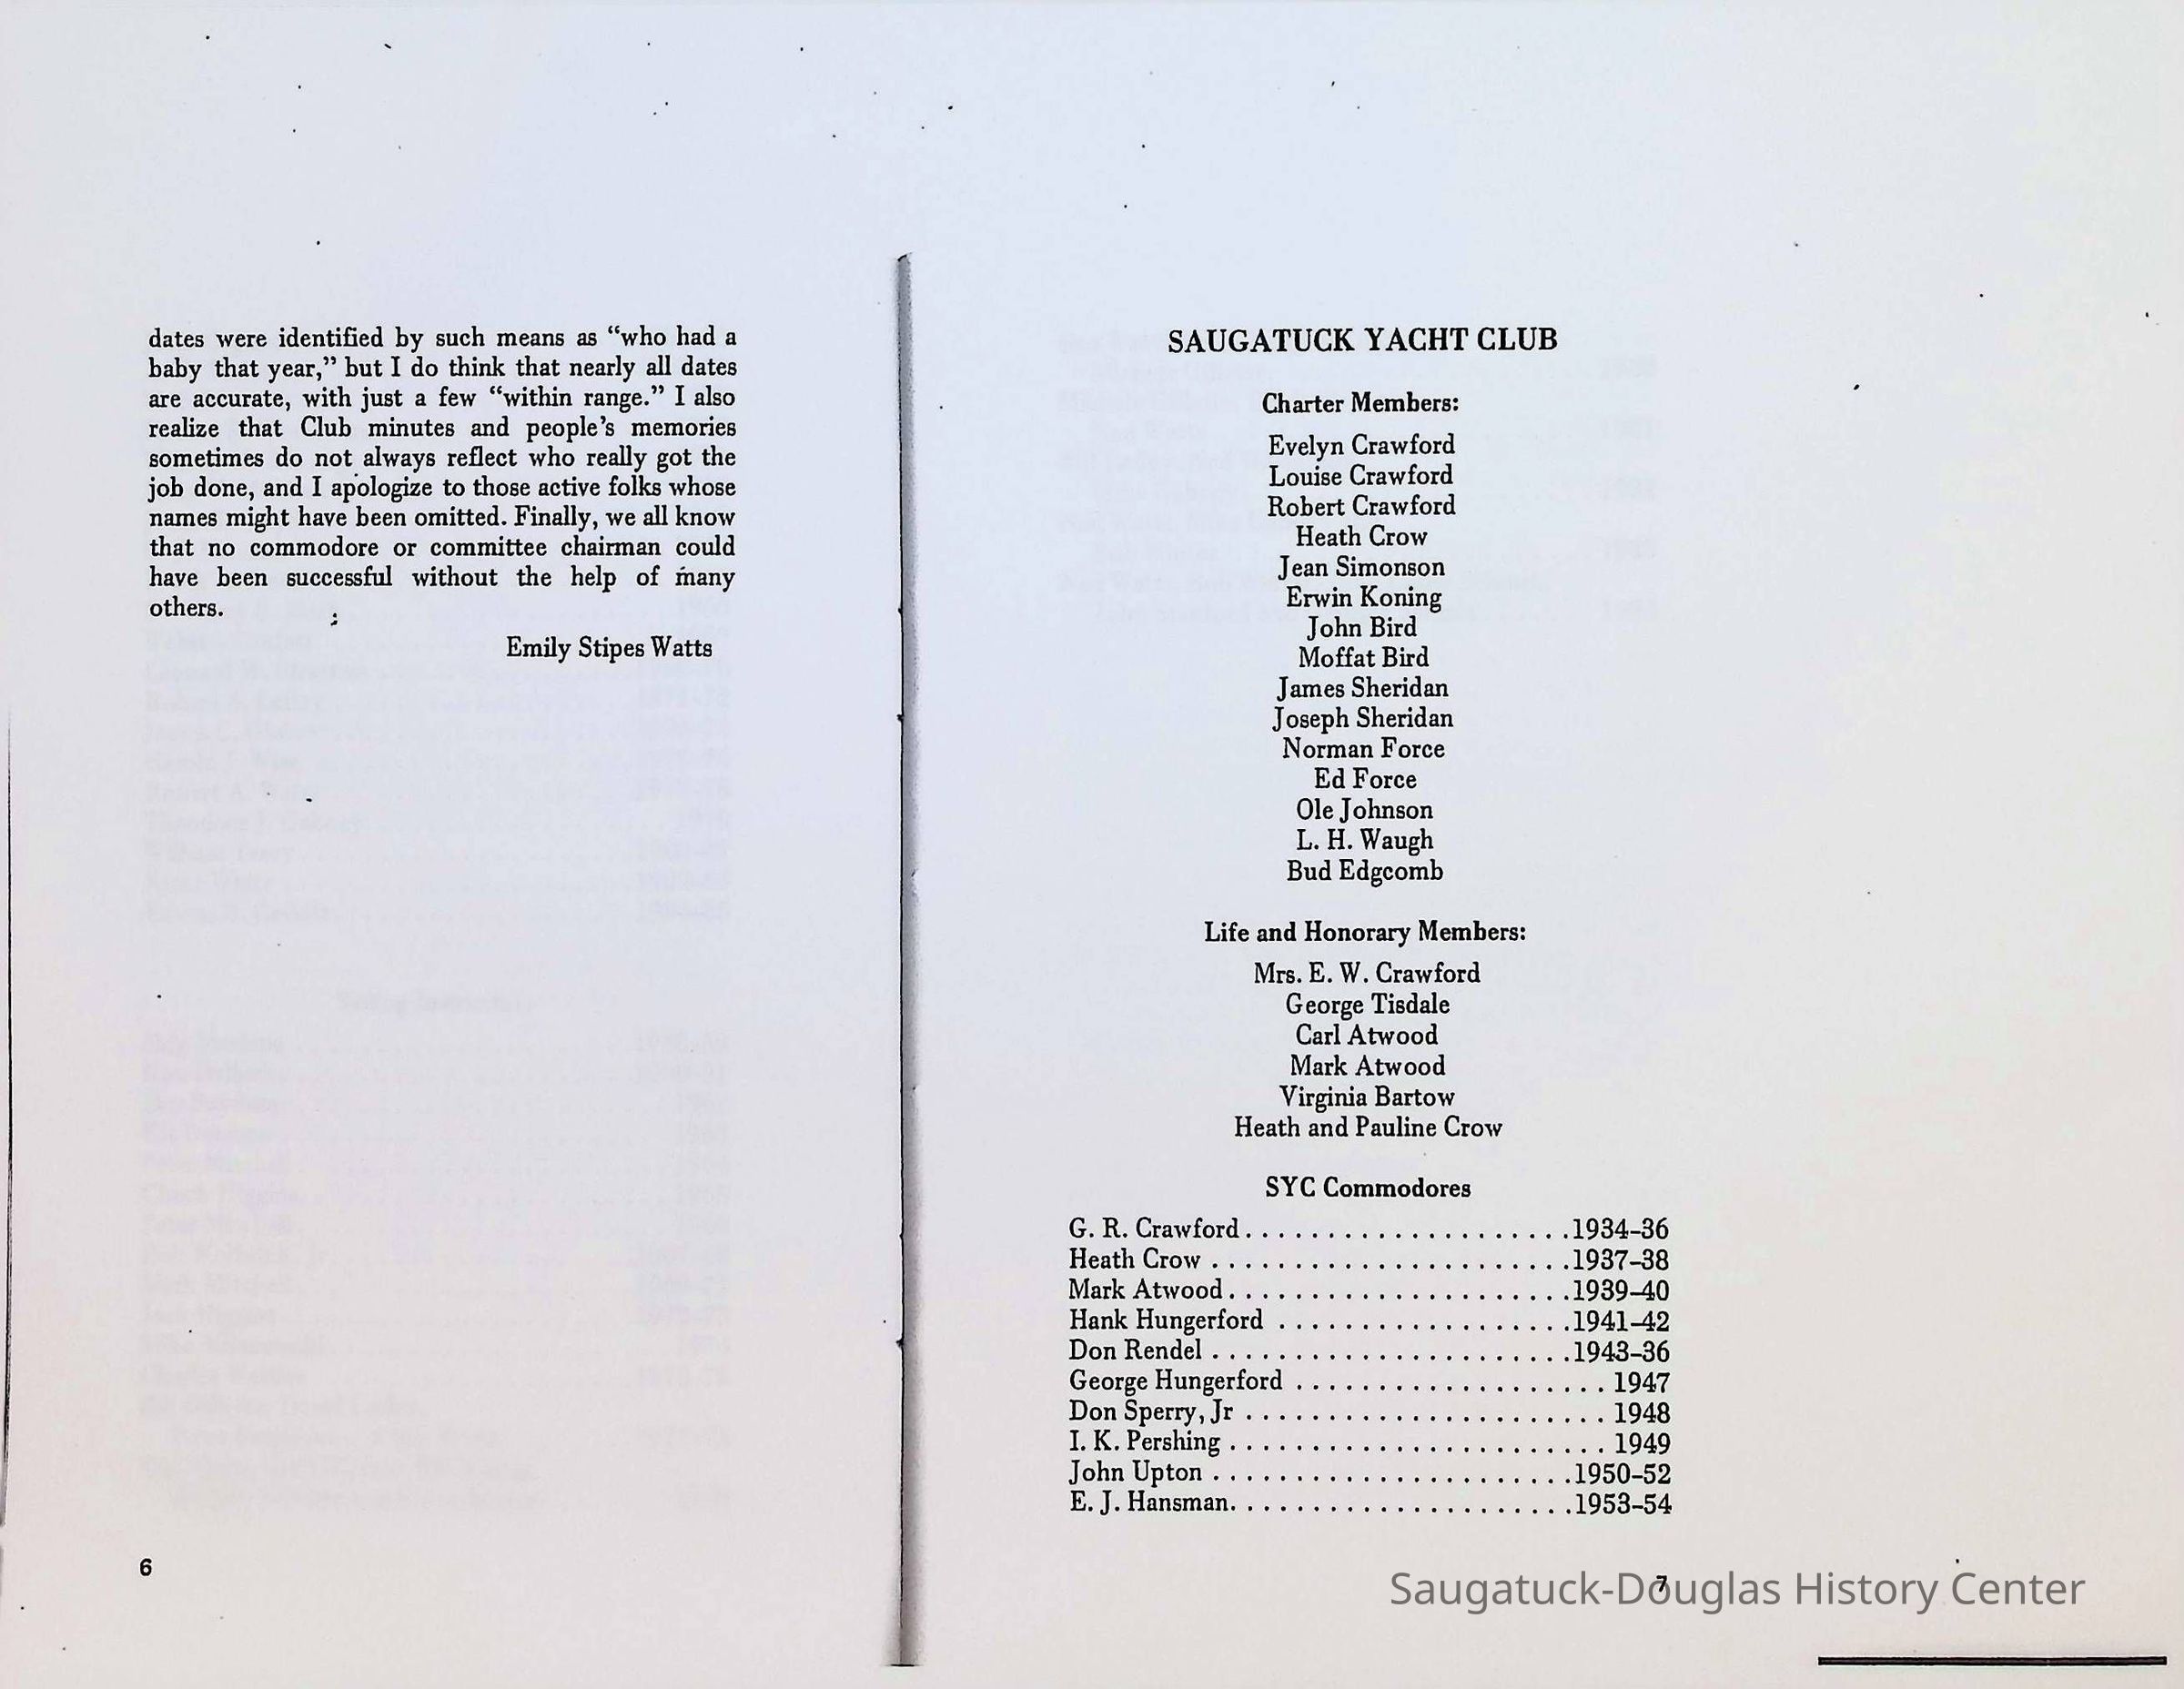 dates were identified by such means as “who had a
baby that year,” but I do think that nearly all dates
are accurate, with just a few “within range.” I also
realize that Club minutes and people’s memories
sometimes do not always reflect who really got the
job done, and I apologize to those active folks whose
names might have been omitted. Finally, we all know
that no commodore or committee chairman could
have been successful without the help of many
others.
Emily Stipes Watts
6
SAUGATUCK YACHT CLUB
Charter Members:
Evelyn Crawford
Louise Crawford
Robert Crawford
Heath Crow
Jean Simonson
Erwin Koning
John Bird
Moffat Bird
James Sheridan
Joseph Sheridan
Norman Force
Ed Force
Ole Johnson
L. H. Waugh
Bud Edgcomb
Life and Honorary Members:
Mrs. E. W. Crawford
George Tisdale
Carl Atwood
Mark Atwood
Virginia Bartow
Heath and Pauline Crow
SYC Commodores
G. R. Crawford....................1934–36
Heath Crow ......................1937–38
Mark Atwood.....................1939–40
Hank Hungerford ..................1941–42
Don Rendel ......................1943–36
George Hungerford ................... 1947
Don Sperry, Jr ...................... 1948
I. K. Pershing ....................... 1949
John Upton ......................1950–52
E. J. Hansman.....................1953–54
7
Saugatuck-Douglas History Center